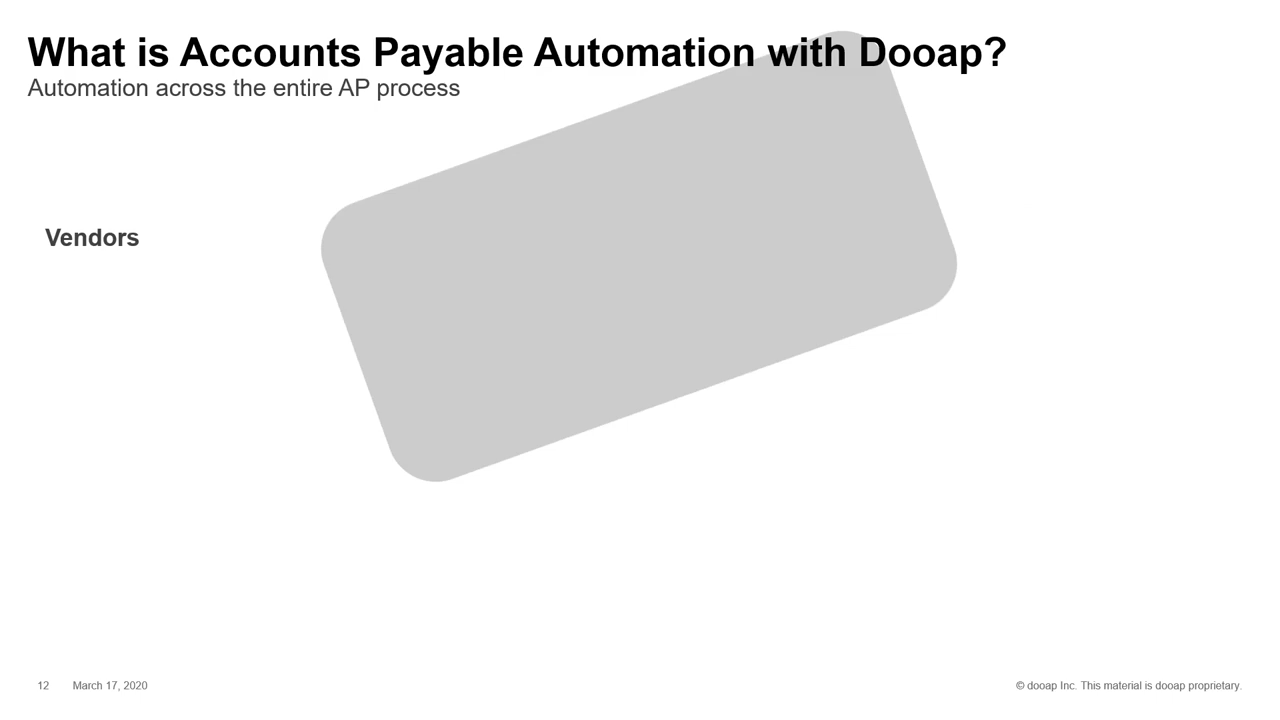 What is Accounts Payable Automation with Dooap?
Automation across the entire AP process
Vendors
12 March 17, 2020 © dooap Inc. This material is dooap proprietary.